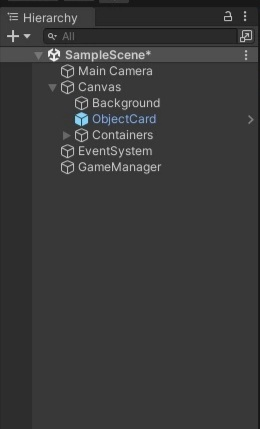 Hierarchy
All
SampleScene*
Main Camera
Canvas
Background
ObjectCard
Containers
EventSystem
GameManager